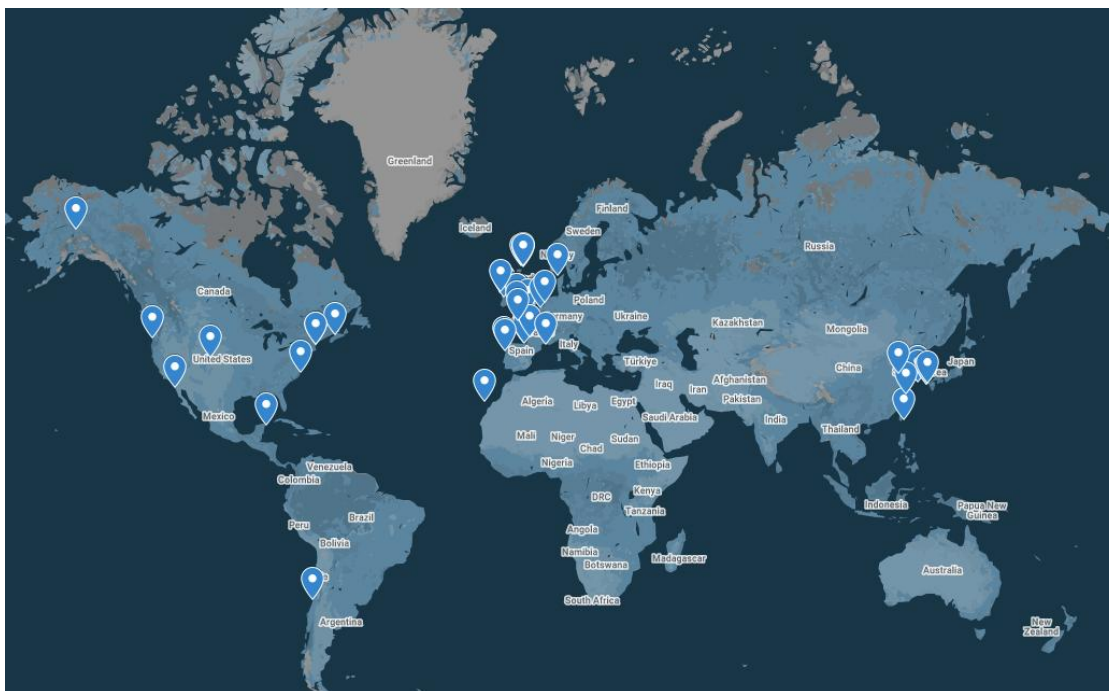 Greenland
Iceland
Finland
Sweden
Russia
Canada
Poland
Ukraine
Kazakhstan
Mongolia
United States
Spain
Italy
Türkiye
China
Japan
Mexico
Algeria
Libya
Egypt
Iraq
Iran
Afghanistan
Pakistan
Saudi Arabia
India
Thailand
Mali
Niger
Chad
Sudan
Nigeria
Ethiopia
Venezuela
Colombia
DRC
Kenya
Tanzania
Indonesia
Papua New
Guinea
Peru
Brazil
Bolivia
Angola
Namibia
Botswana
Madagascar
Australia
South Africa
Argentina
New
Zealand